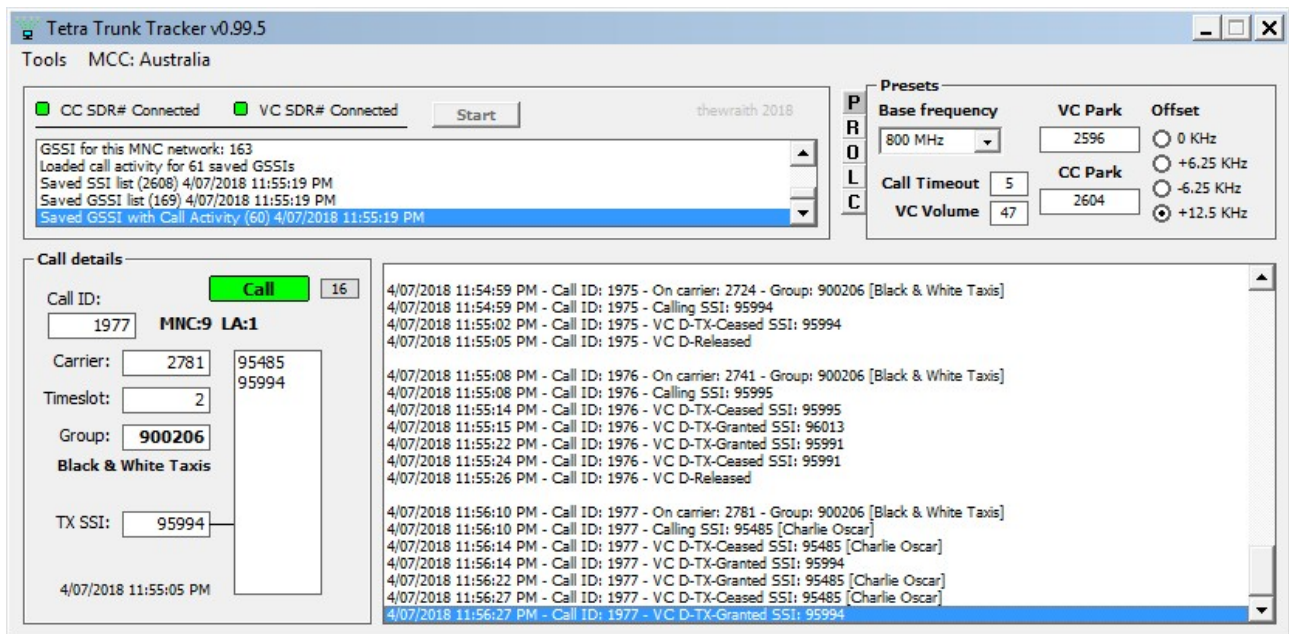 Tetra Trunk Tracker v0.99.5
Tools MCC: Australia
CC SDR# Connected VC SDR# Connected Start thewraith 2018
GSSI for this MNC network: 163
Loaded call activity for 61 saved GSSIs
Saved SSI list (2608) 4/07/2018 11:55:19 PM
Saved GSSI list (169) 4/07/2018 11:55:19 PM
Saved GSSI with Call Activity (60) 4/07/2018 11:55:19 PM
P
R
O
L
C
Presets
Base frequency VC Park Offset
800 MHz 2596 0 KHz
+6.25 KHz
CC Park
Call Timeout 5 -6.25 KHz
2604
VC Volume 47 +12.5 KHz
Call details
Call 16
Call ID:
1977 MNC:9 LA:1
Carrier: 2781 95485
95994
Timeslot: 2
Group: 900206
Black & White Taxis
TX SSI: 95994
4/07/2018 11:55:05 PM
4/07/2018 11:54:59 PM - Call ID: 1975 - On carrier: 2724 - Group: 900206 [Black & White Taxis]
4/07/2018 11:54:59 PM - Call ID: 1975 - Calling SSI: 95994
4/07/2018 11:55:02 PM - Call ID: 1975 - VC D-TX-Ceased SSI: 95994
4/07/2018 11:55:05 PM - Call ID: 1975 - VC D-Released
4/07/2018 11:55:08 PM - Call ID: 1976 - On carrier: 2741 - Group: 900206 [Black & White Taxis]
4/07/2018 11:55:08 PM - Call ID: 1976 - Calling SSI: 95995
4/07/2018 11:55:14 PM - Call ID: 1976 - VC D-TX-Ceased SSI: 95995
4/07/2018 11:55:15 PM - Call ID: 1976 - VC D-TX-Granted SSI: 96013
4/07/2018 11:55:22 PM - Call ID: 1976 - VC D-TX-Granted SSI: 95991
4/07/2018 11:55:24 PM - Call ID: 1976 - VC D-TX-Ceased SSI: 95991
4/07/2018 11:55:26 PM - Call ID: 1976 - VC D-Released
4/07/2018 11:56:10 PM - Call ID: 1977 - On carrier: 2781 - Group: 900206 [Black & White Taxis]
4/07/2018 11:56:10 PM - Call ID: 1977 - Calling SSI: 95485 [Charlie Oscar]
4/07/2018 11:56:14 PM - Call ID: 1977 - VC D-TX-Ceased SSI: 95485 [Charlie Oscar]
4/07/2018 11:56:14 PM - Call ID: 1977 - VC D-TX-Granted SSI: 95994
4/07/2018 11:56:22 PM - Call ID: 1977 - VC D-TX-Granted SSI: 95485 [Charlie Oscar]
4/07/2018 11:56:27 PM - Call ID: 1977 - VC D-TX-Ceased SSI: 95485 [Charlie Oscar]
4/07/2018 11:56:27 PM - Call ID: 1977 - VC D-TX-Granted SSI: 95994